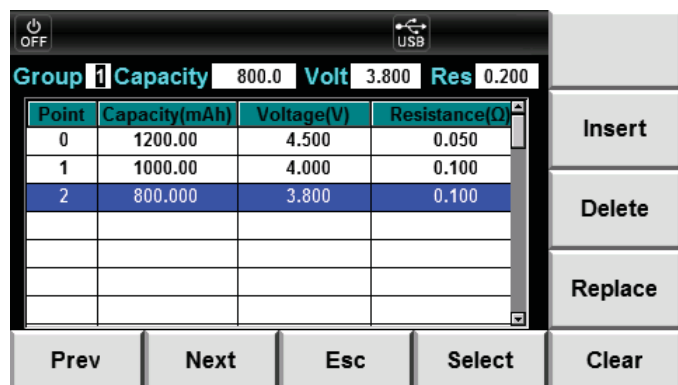 OFF USB
Group 1 Capacity 800.0 Volt 3.800 Res 0.200
Point Capacity(mAh) Voltage(V) Resistance(Ω)
0 1200.00 4.500 0.050
1 1000.00 4.000 0.100
2 800.000 3.800 0.100
Insert
Delete
Replace
Prev Next Esc Select Clear